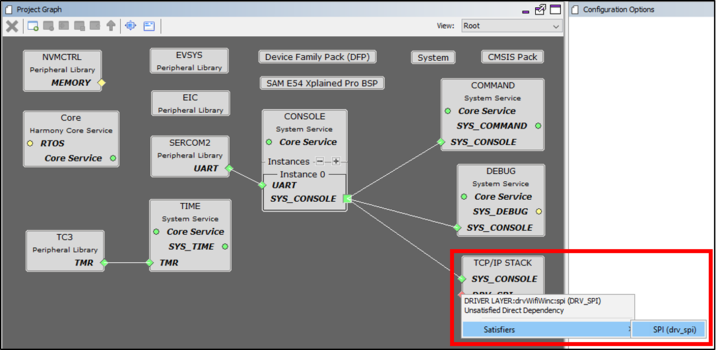 Project Graph
Configuration Options
View:
Root
NVMCTRL
Peripheral Library
MEMORY
EVSYS
Peripheral Library
Device Family Pack (DFP)
System
CMSIS Pack
SAM E54 Xplained Pro BSP
EIC
Peripheral Library
Core
Harmony Core Service
RTOS
Core Service
SERCOM2
Peripheral Library
UART
CONSOLE
System Service
Core Service
Instances
Instance 0
UART
SYS_CONSOLE
COMMAND
System Service
Core Service
SYS_COMMAND
SYS_CONSOLE
DEBUG
System Service
Core Service
SYS_DEBUG
SYS_CONSOLE
TC3
Peripheral Library
TMR
TIME
System Service
Core Service
SYS_TIME
TMR
TCP/IP STACK
SYS_CONSOLE
DRV_SPI
DRIVER LAYER:drvWifiWinc:spi (DRV_SPI)
Unsatisfied Direct Dependency
Satisfiers
SPI (drv_spi)